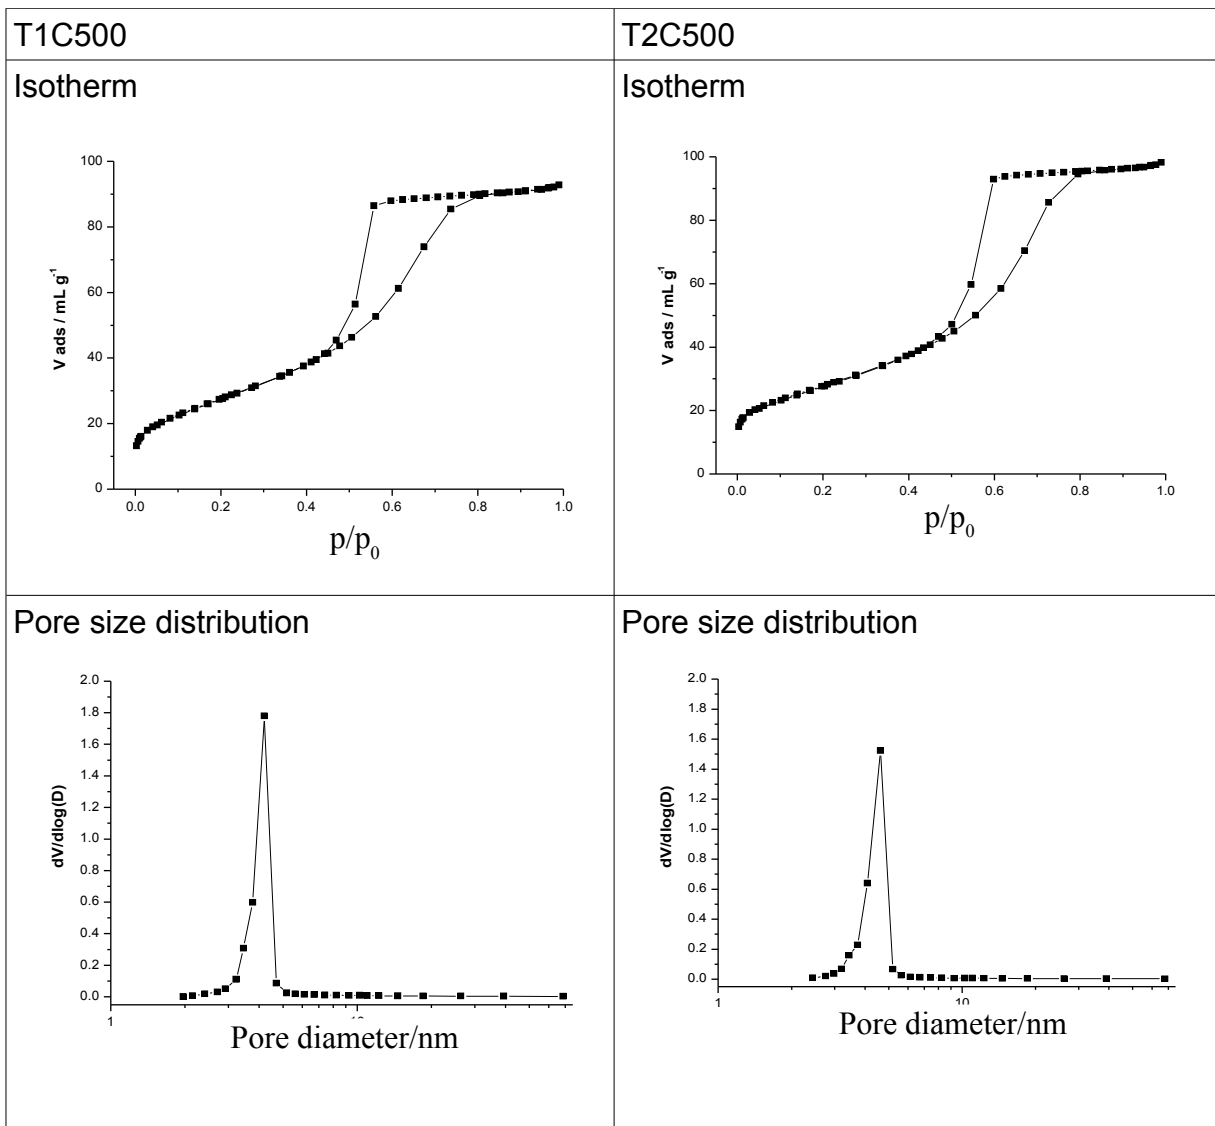 T1C500
T2C500
Isotherm
Isotherm
100
80
60
40
20
0
V ads / mL g-1
0.0 0.2 0.4 0.6 0.8 1.0
p/p0
100
80
60
40
20
0
V ads / mL g-1
0.0 0.2 0.4 0.6 0.8 1.0
p/p0
Pore size distribution
Pore size distribution
2.0
1.8
1.6
1.4
1.2
1.0
0.8
0.6
0.4
0.2
0.0
dV/dlog(D)
1
Pore diameter/nm
2.0
1.8
1.6
1.4
1.2
1.0
0.8
0.6
0.4
0.2
0.0
dV/dlog(D)
1 10
Pore diameter/nm